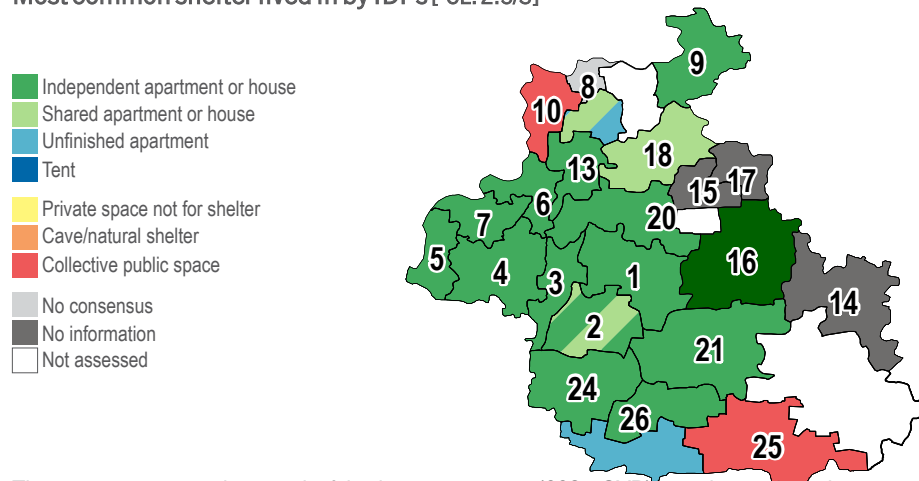 Independent apartment or house
Shared apartment or house
Unfinished apartment
Tent
Private space not for shelter
Cave/natural shelter
Collective public space
No consensus
No information
Not assessed
9
8
10
18
13
17
15
6
20
7
5
4
3
1
16
14
2
21
24
26
25